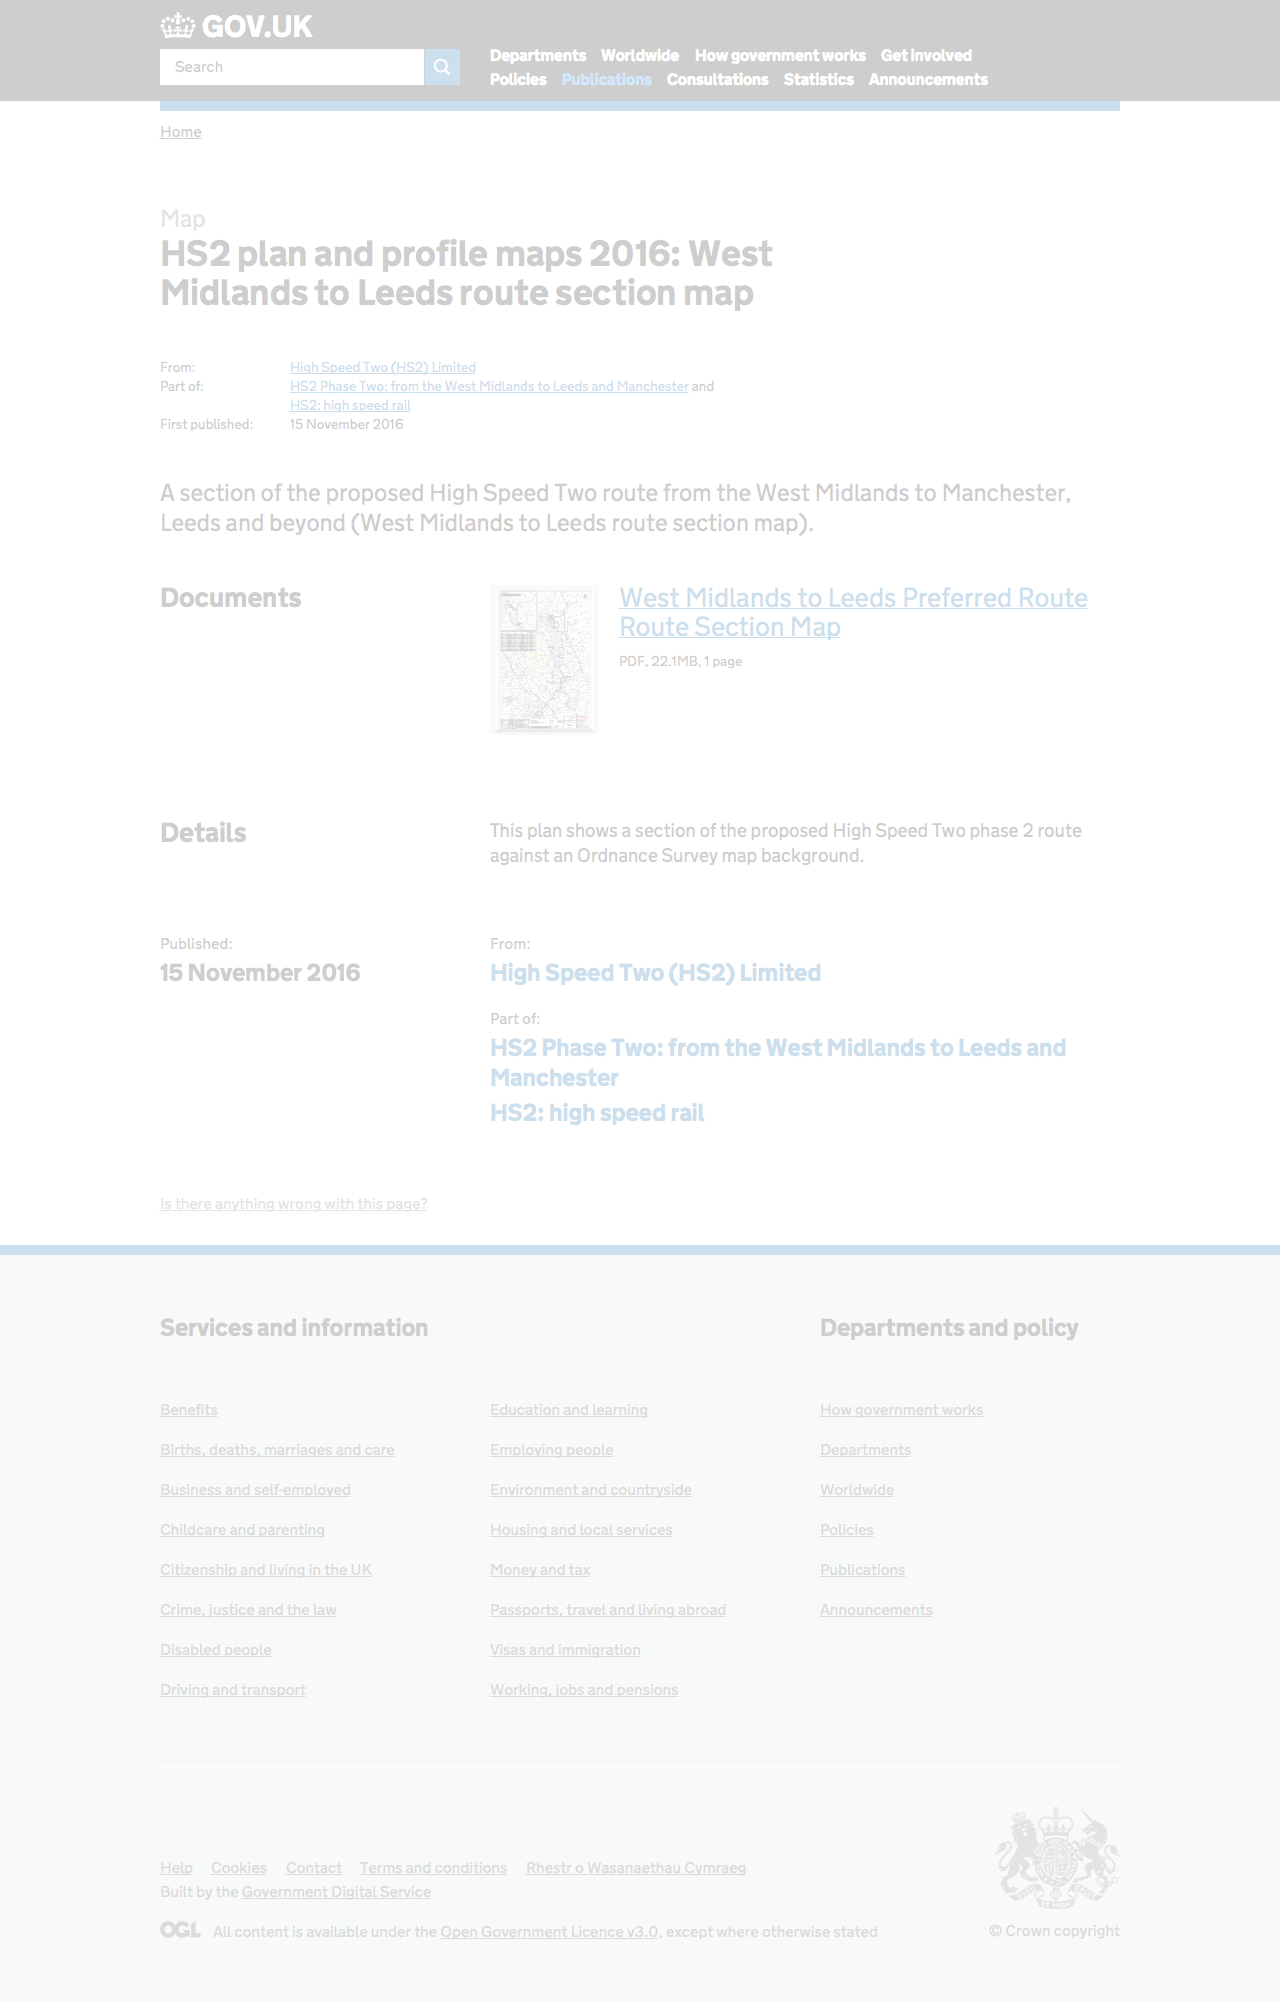 GOV.UK
Search
Departments Worldwide How government works Get involved
Policies Publications Consultations Statistics Announcements
Home
Map
HS2 plan and profile maps 2016: West
Midlands to Leeds route section map
From: High Speed Two (HS2) Limited
Part of: HS2 Phase Two: from the West Midlands to Leeds and Manchester and
HS2: high speed rail
First published: 15 November 2016
A section of the proposed High Speed Two route from the West Midlands to Manchester,
Leeds and beyond (West Midlands to Leeds route section map).
Documents
West Midlands to Leeds Preferred Route
Route Section Map
PDF, 22.1MB, 1 page
Details
This plan shows a section of the proposed High Speed Two phase 2 route
against an Ordnance Survey map background.
Published:
15 November 2016
From:
High Speed Two (HS2) Limited
Part of:
HS2 Phase Two: from the West Midlands to Leeds and
Manchester
HS2: high speed rail
Is there anything wrong with this page?
Services and information
Benefits
Births, deaths, marriages and care
Business and self-employed
Childcare and parenting
Citizenship and living in the UK
Crime, justice and the law
Disabled people
Driving and transport
Education and learning
Employing people
Environment and countryside
Housing and local services
Money and tax
Passports, travel and living abroad
Visas and immigration
Working, jobs and pensions
Departments and policy
How government works
Departments
Worldwide
Policies
Publications
Announcements
Help Cookies Contact Terms and conditions Rhestr o Wasanaethau Cymraeg
Built by the Government Digital Service
OGL All content is available under the Open Government Licence v3.0, except where otherwise stated
© Crown copyright